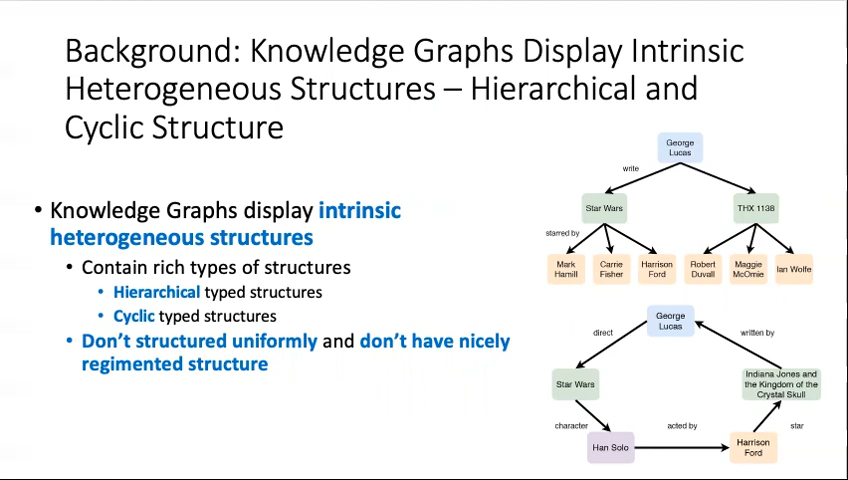 Background: Knowledge Graphs Display Intrinsic
Heterogeneous Structures – Hierarchical and
Cyclic Structure
• Knowledge Graphs display intrinsic
heterogeneous structures
• Contain rich types of structures
• Hierarchical typed structures
• Cyclic typed structures
• Don't structured uniformly and don't have nicely
regimented structure
George
Lucas
write
Star Wars
THX 1138
starred by
Mark
Hamill
Carrie
Fisher
Harrison
Ford
Robert
Duvall
Maggie
McOmie
Ian Wolfe
George
Lucas
direct
written by
Star Wars
Indiana Jones and
the Kingdom of the
Crystal Skull
character
acted by
star
Han Solo
Harrison
Ford